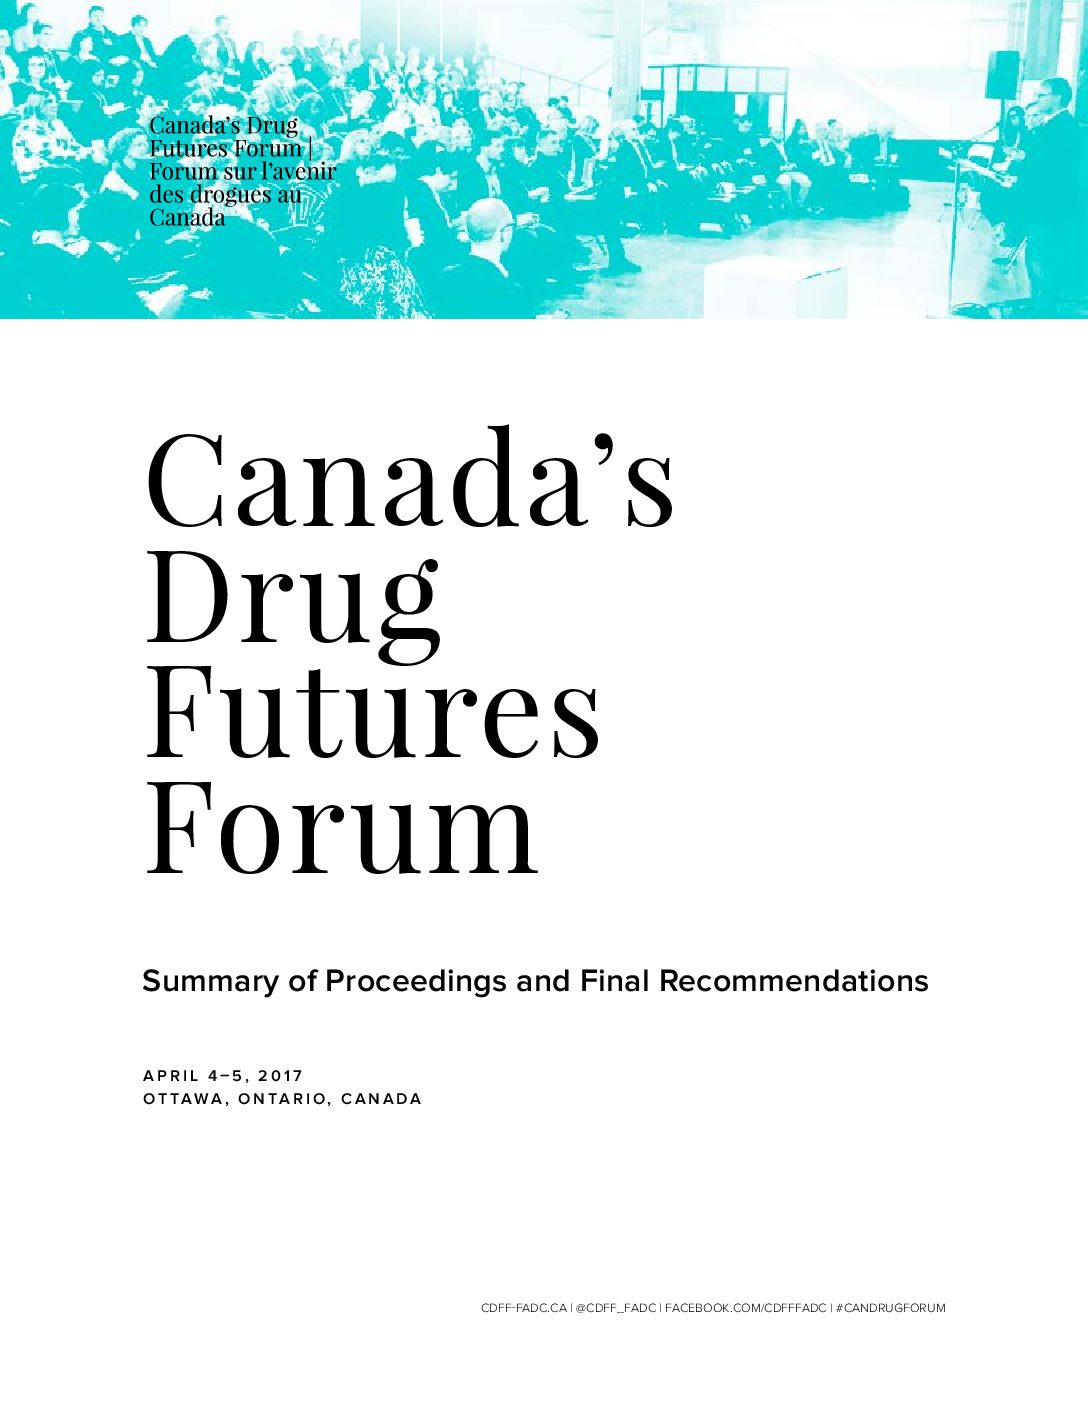 Canada’s Drug
Futures Forum |
Forum sur l’avenir
des drogues au
Canada
Canada’s
Drug
Futures
Forum
Summary of Proceedings and Final Recommendations
APRIL 4–5, 2017
OTTAWA, ONTARIO, CANADA
CDFF-FADC.CA | @CDFF_FADC | FACEBOOK.COM/CDFFFADC | #CANDRUGFORUM